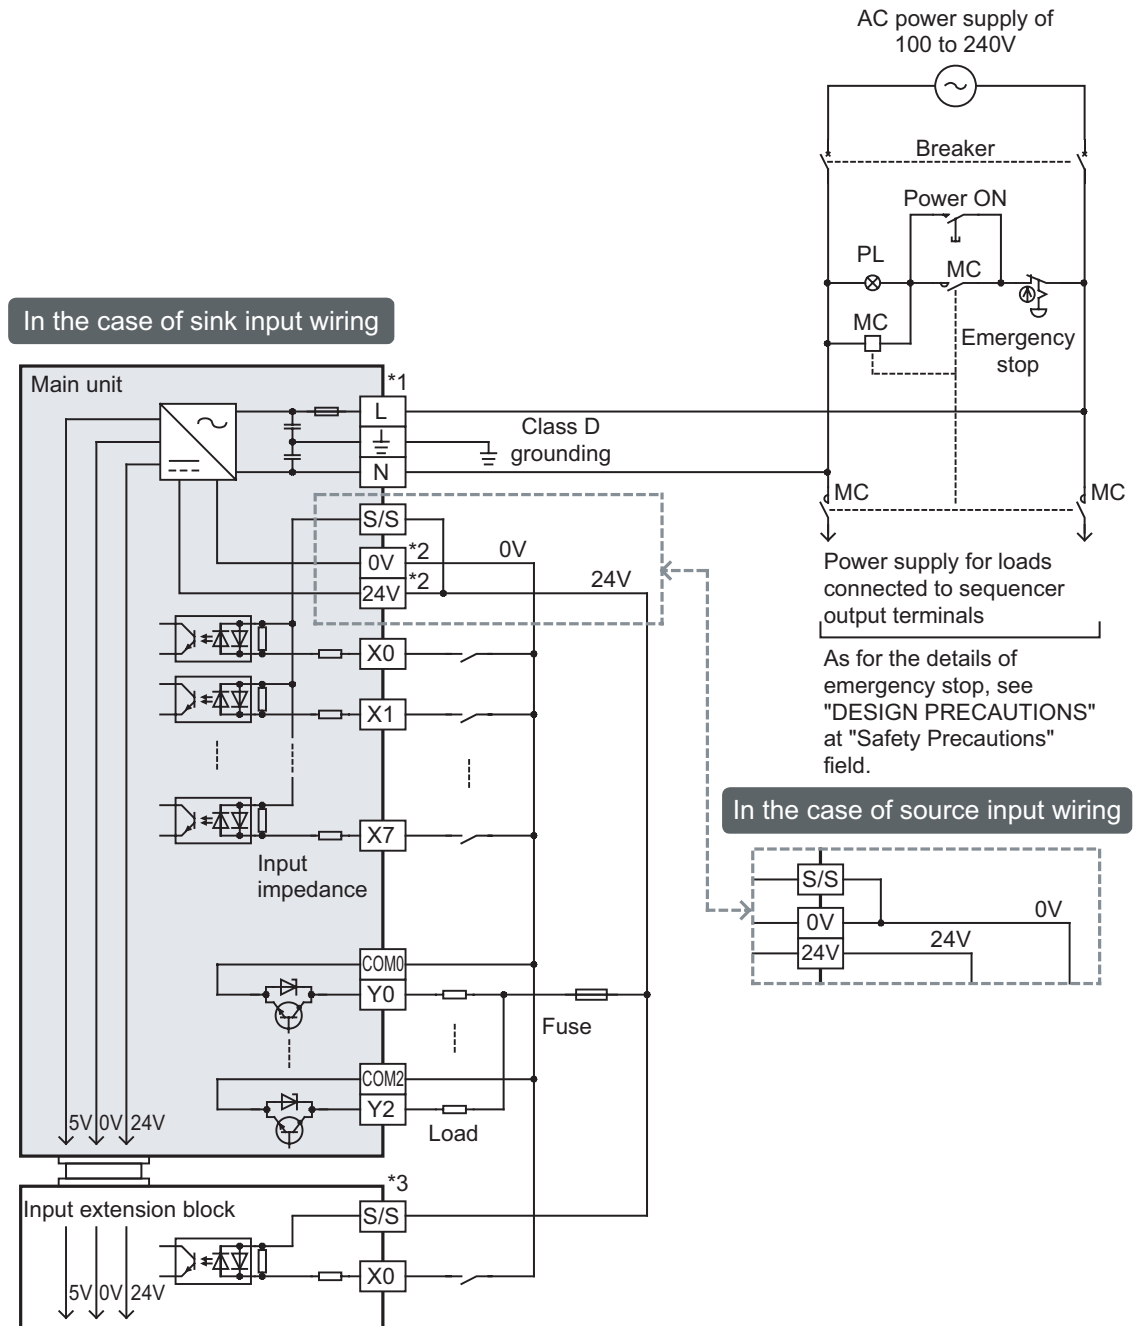 AC power supply of
100 to 240V
Breaker
Power ON
PL
MC
MC
Emergency
stop
In the case of sink input wiring
Main unit
*1
L
Class D
grounding
N
MC
MC
S/S
0V
*2
0V
24V
*2
24V
Power supply for loads
connected to sequencer
output terminals
As for the details of
emergency stop, see
"DESIGN PRECAUTIONS"
at "Safety Precautions"
field.
X0
X1
X7
Input
impedance
In the case of source input wiring
S/S
0V
0V
24V
24V
COM0
Y0
Fuse
COM2
Y2
Load
5V 0V 24V
Input extension block
*3
S/S
X0
5V 0V 24V